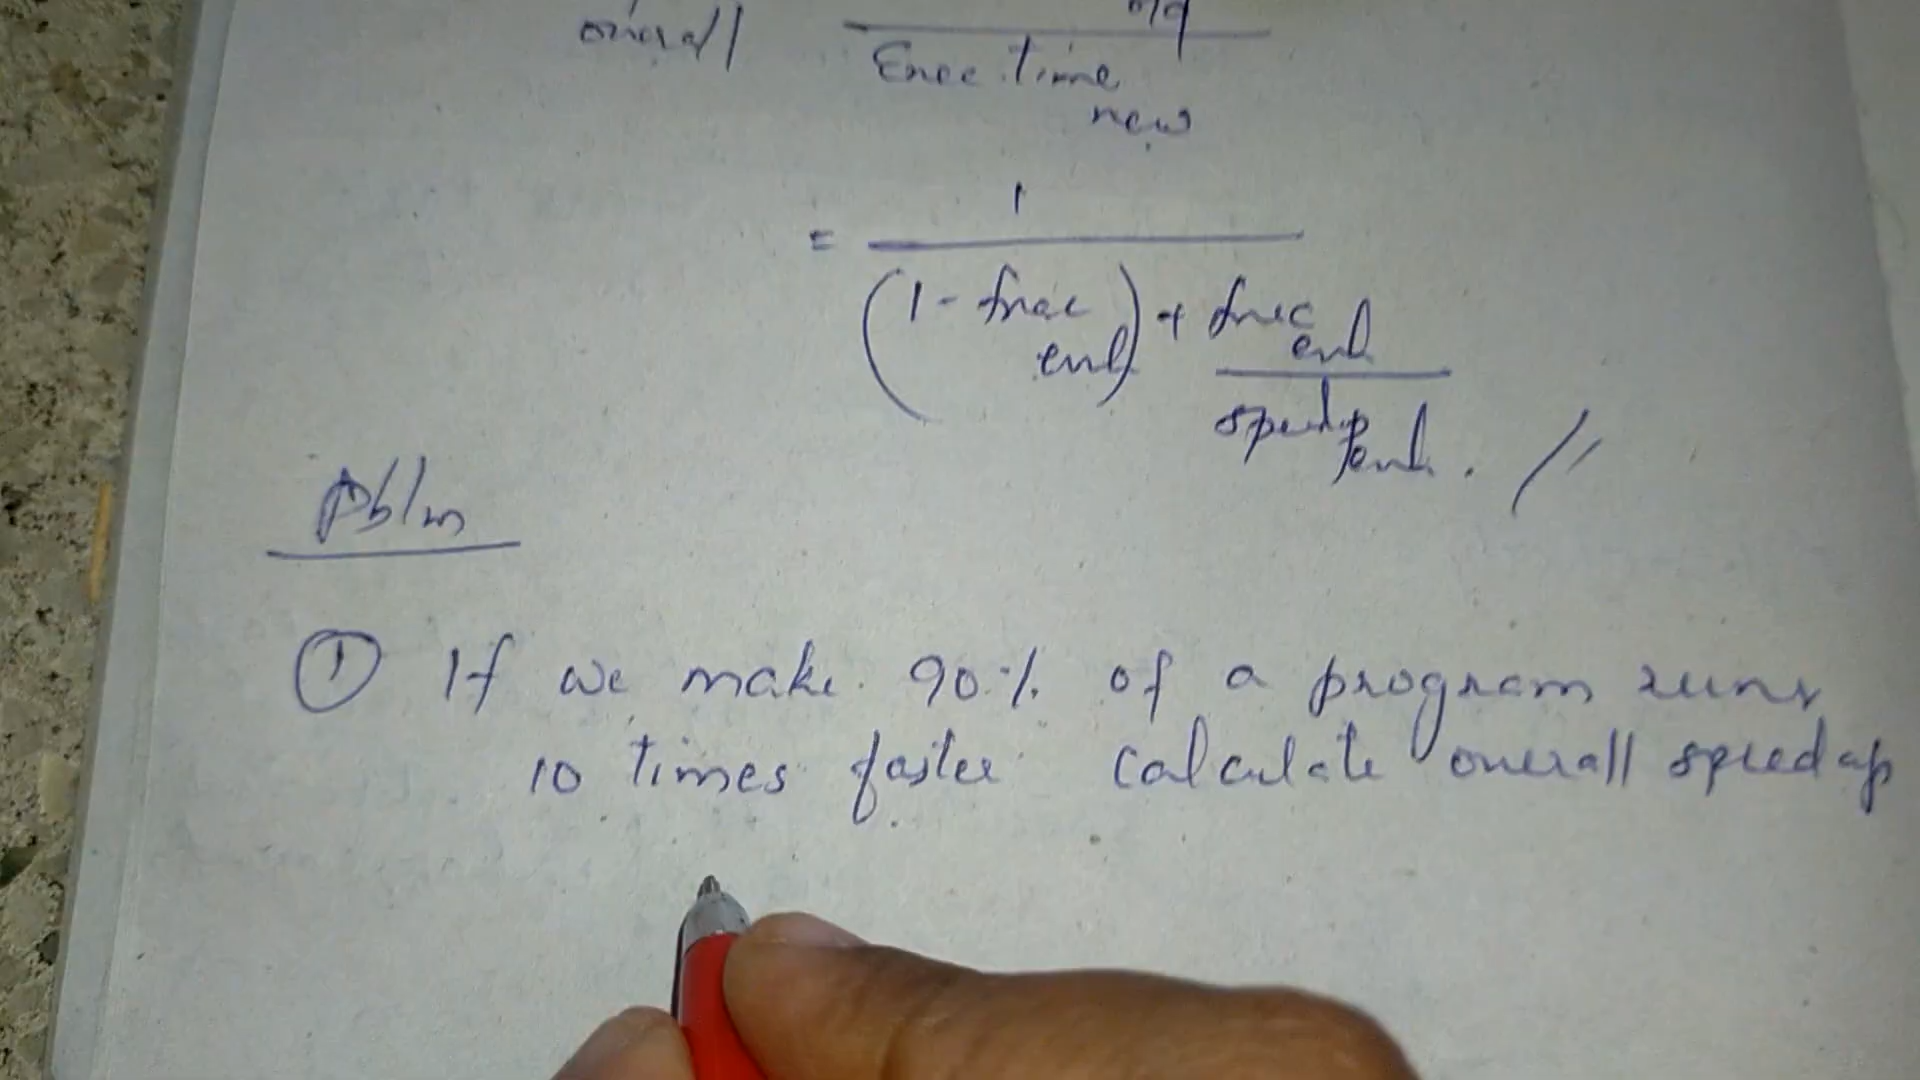 overall old
Exec.time
new
1
=
(1 - frac enh) + frac enh
speedup enh. //
Pblm
① If we make 90% of a program runs
10 times faster calculate overall speedup